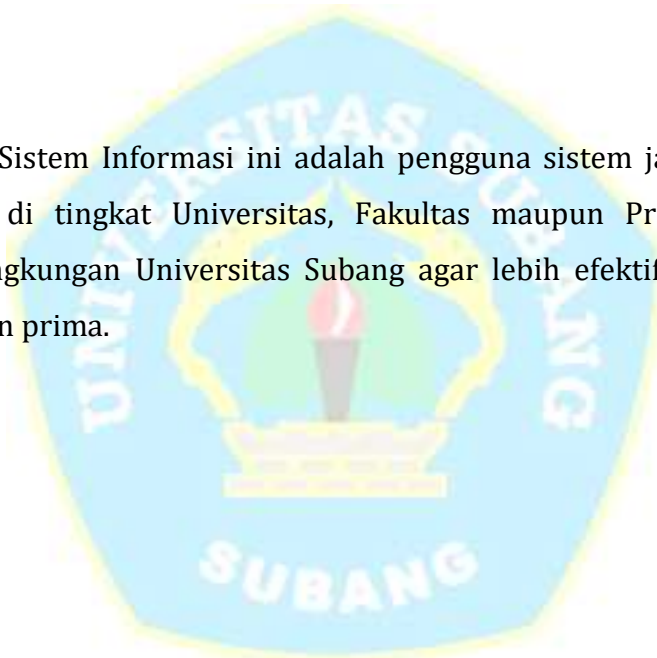 Sistem Informasi ini adalah pengguna sistem ja
di tingkat Universitas, Fakultas maupun Pr
gkungan Universitas Subang agar lebih efektif
n prima.
UNIVERSITAS SUBANG
SUBANG